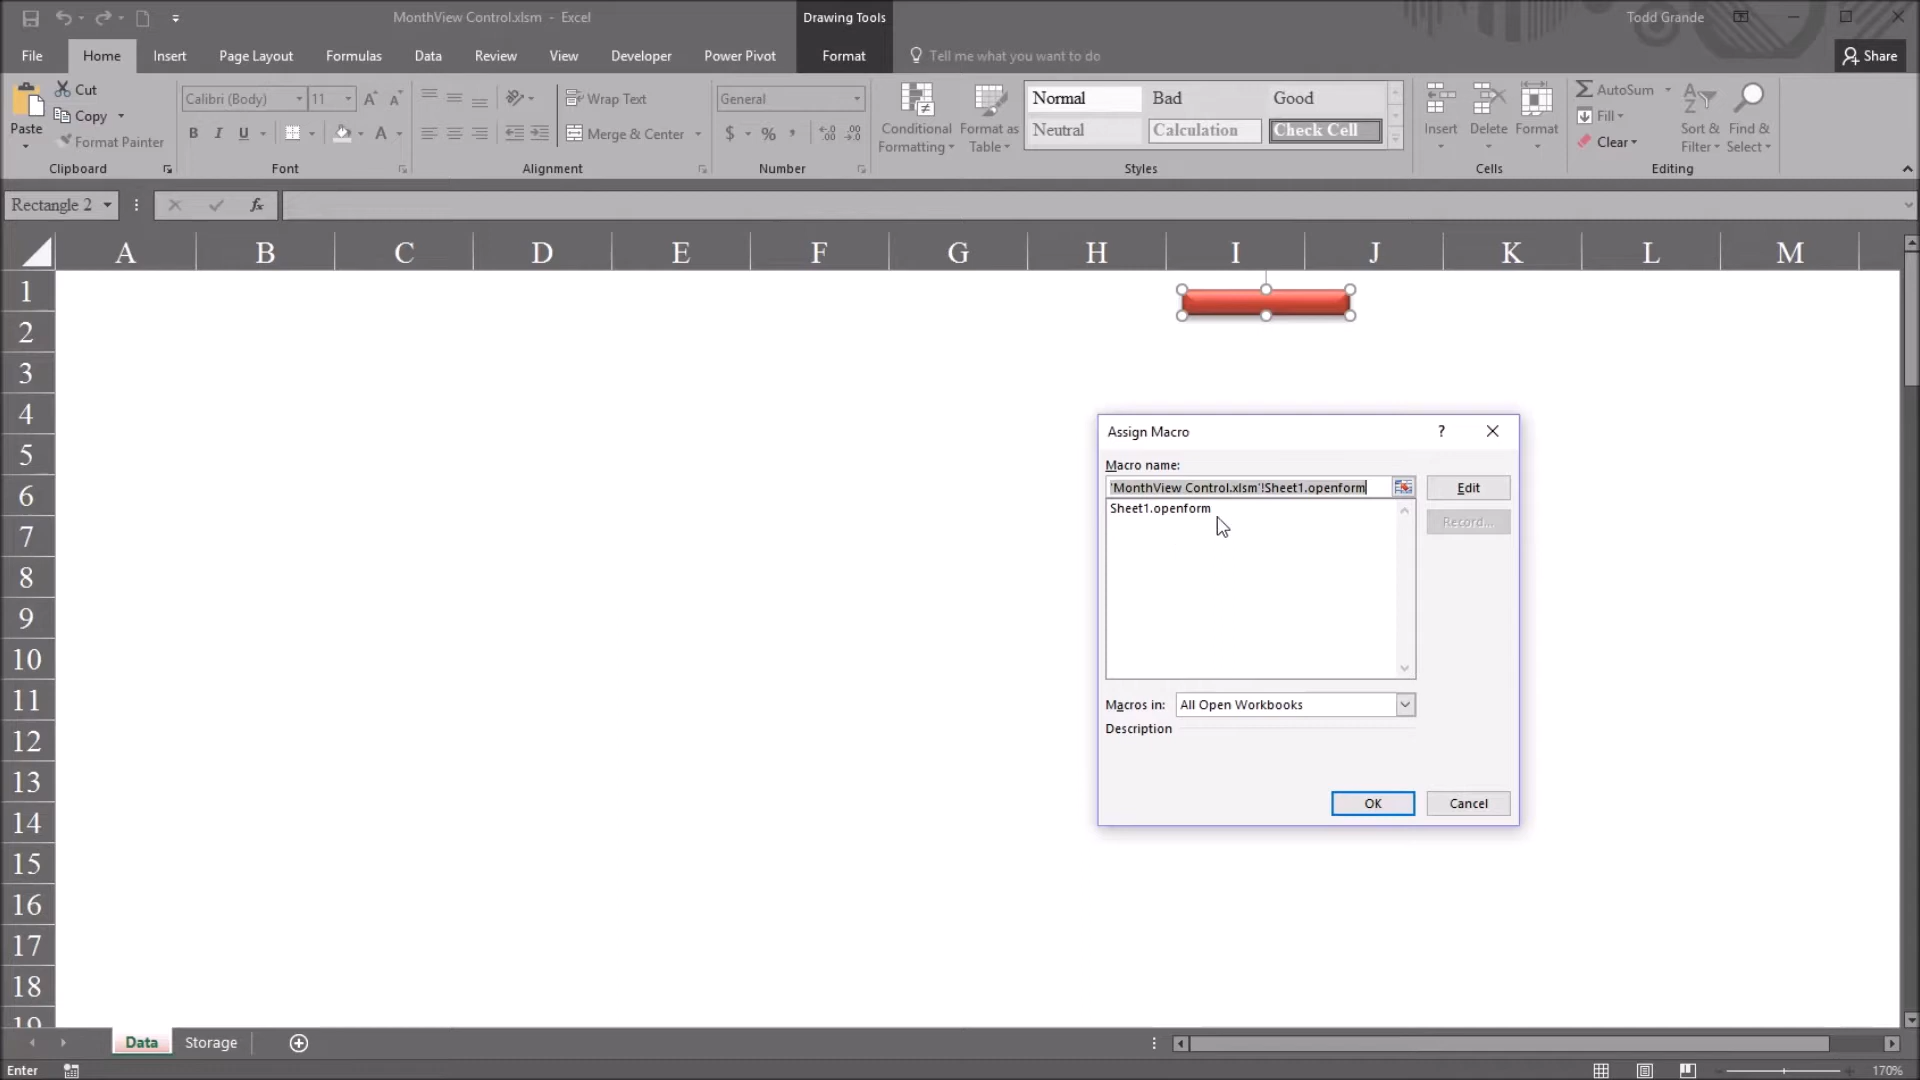 MonthView Control.xlsm - Excel
Drawing Tools
Todd Grande
File Home Insert Page Layout Formulas Data Review View Developer Power Pivot Format Tell me what you want to do Share
Paste
Cut
Copy
Format Painter
Clipboard
Calibri (Body) 11
B I U
Font
Wrap Text
Merge & Center
Alignment
General
$ % ,
Number
Conditional
Formatting
Format as
Table
Normal Bad Good
Neutral Calculation Check Cell
Styles
Insert Delete Format
Cells
AutoSum
Fill
Clear
Sort &
Filter
Find &
Select
Editing
Rectangle 2
fx
A B C D E F G H I J K L M
1
2
3
4
5
6
7
8
9
10
11
12
13
14
15
16
17
18
19
Assign Macro
?
Macro name:
'MonthView Control.xlsm'!Sheet1.openform
Edit
Sheet1.openform
Record...
Macros in: All Open Workbooks
Description
OK Cancel
Data Storage
Enter
170%